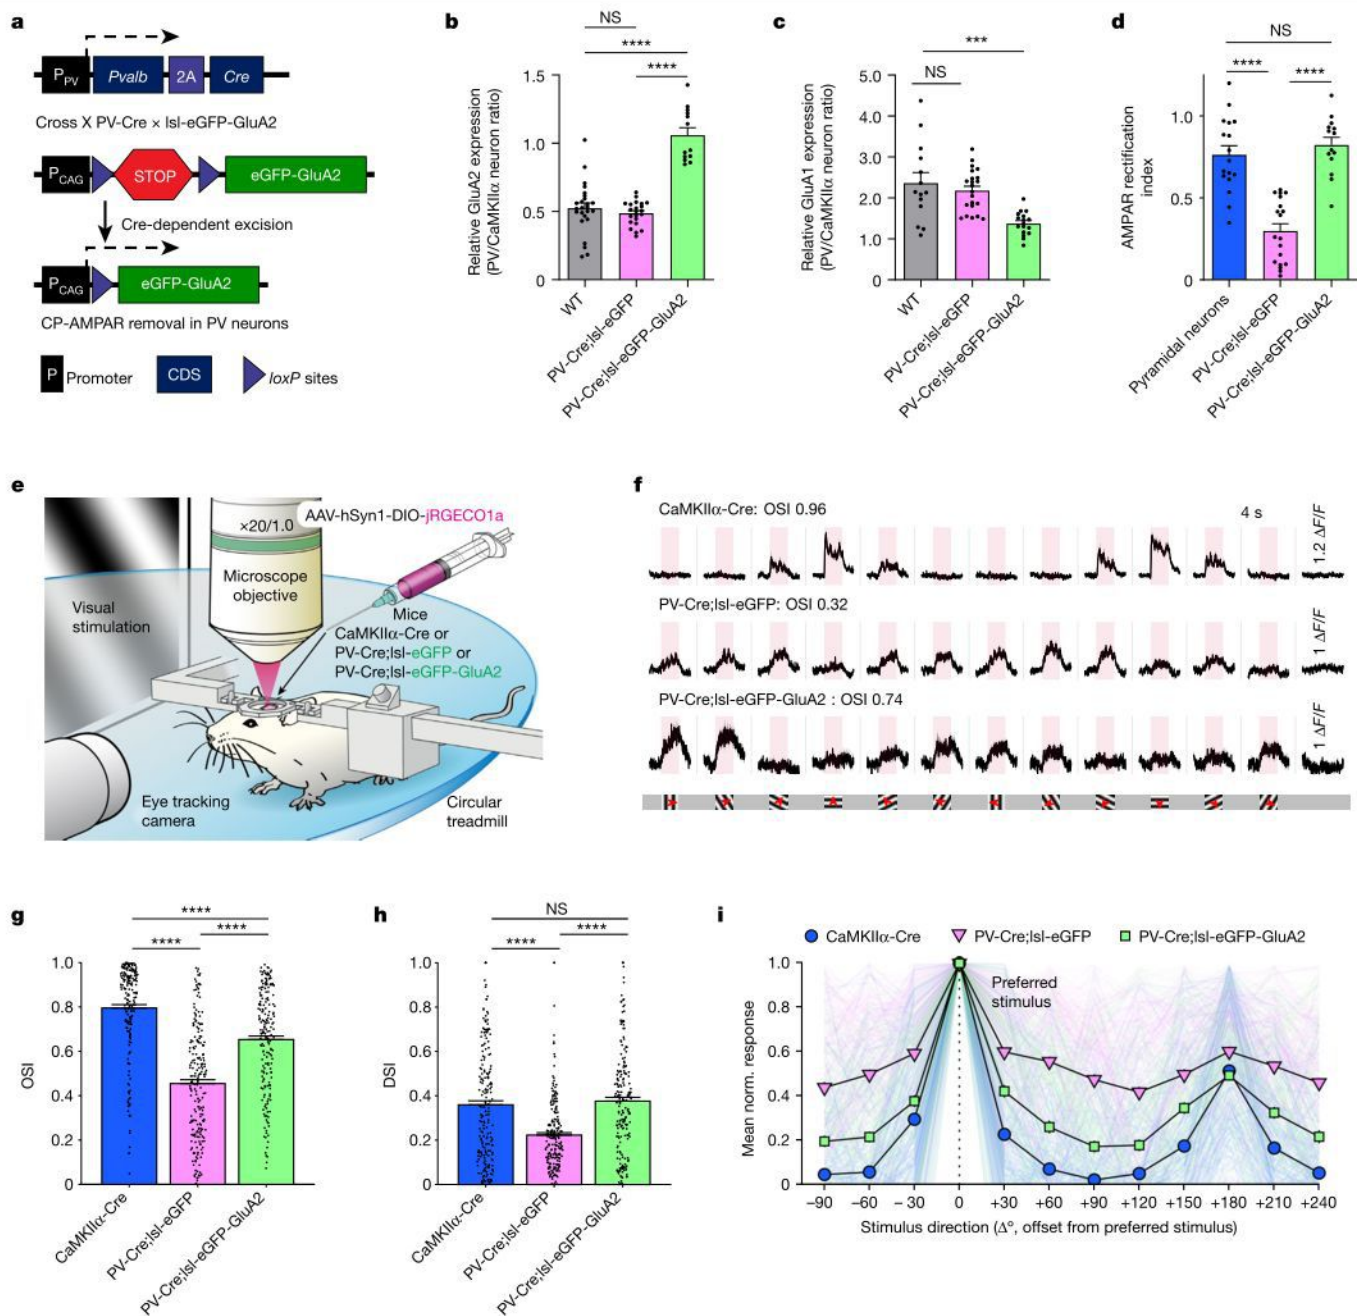 a
P PV
Pvalb
2A
Cre
Cross X PV-Cre × lsl-eGFP-GluA2
P CAG
STOP
eGFP-GluA2
Cre-dependent excision
P CAG
eGFP-GluA2
CP-AMPAR removal in PV neurons
P Promoter
CDS
loxP sites
b
NS
****
****
Relative GluA2 expression
(PV/CaMKIIα neuron ratio)
1.5
1.0
0.5
0
WT
PV-Cre;lsl-eGFP
PV-Cre;lsl-eGFP-GluA2
c
***
NS
Relative GluA1 expression
(PV/CaMKIIα neuron ratio)
5.0
4.0
3.0
2.0
1.0
0
WT
PV-Cre;lsl-eGFP
PV-Cre;lsl-eGFP-GluA2
d
NS
**** ****
AMPAR rectification
index
1.0
0.5
0
Pyramidal neurons
PV-Cre;lsl-eGFP
PV-Cre;lsl-eGFP-GluA2
e
×20/1.0
AAV-hSyn1-DIO-jRGECO1a
Microscope
objective
Visual
stimulation
Mice
CaMKIIα-Cre or
PV-Cre;lsl-eGFP or
PV-Cre;lsl-eGFP-GluA2
Eye tracking
camera
Circular
treadmill
f
CaMKIIα-Cre: OSI 0.96
4 s
1.2 ΔF/F
PV-Cre;lsl-eGFP: OSI 0.32
1 ΔF/F
PV-Cre;lsl-eGFP-GluA2 : OSI 0.74
1 ΔF/F
g
****
**** ****
OSI
1.0
0.8
0.6
0.4
0.2
0
CaMKIIα-Cre
PV-Cre;lsl-eGFP
PV-Cre;lsl-eGFP-GluA2
h
NS
**** ****
DSI
1.0
0.8
0.6
0.4
0.2
0
CaMKIIα-Cre
PV-Cre;lsl-eGFP
PV-Cre;lsl-eGFP-GluA2
i
CaMKIIα-Cre PV-Cre;lsl-eGFP PV-Cre;lsl-eGFP-GluA2
Mean norm. response
1.0
0.8
0.6
0.4
0.2
0
Preferred
stimulus
−90 −60 −30 0 +30 +60 +90 +120 +150 +180 +210 +240
Stimulus direction (Δ°, offset from preferred stimulus)